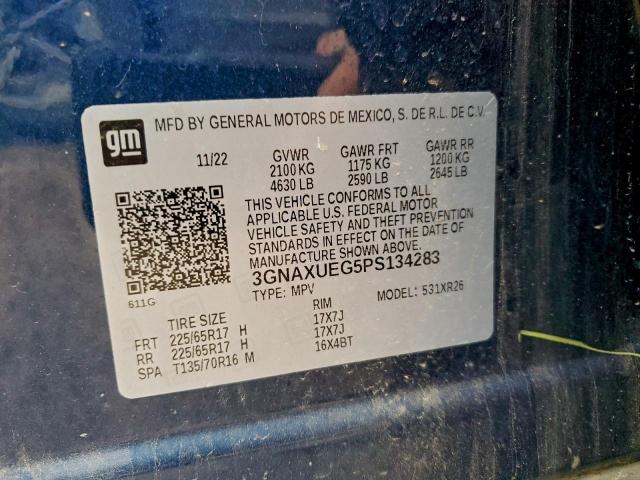 gm
MFD BY GENERAL MOTORS DE MEXICO, S. DE R.L. DE C.V.
11/22 GVWR GAWR FRT GAWR RR
2100 KG 1175 KG 1200 KG
4630 LB 2590 LB 2645 LB
THIS VEHICLE CONFORMS TO ALL
APPLICABLE U.S. FEDERAL MOTOR
VEHICLE SAFETY AND THEFT PREVENTION
STANDARDS IN EFFECT ON THE DATE OF
MANUFACTURE SHOWN ABOVE.
3GNAXUEG5PS134283
611G
TYPE: MPV MODEL: 531XR26
TIRE SIZE RIM
FRT 225/65R17 H 17X7J
RR 225/65R17 H 17X7J
SPA T135/70R16 M 16X4BT